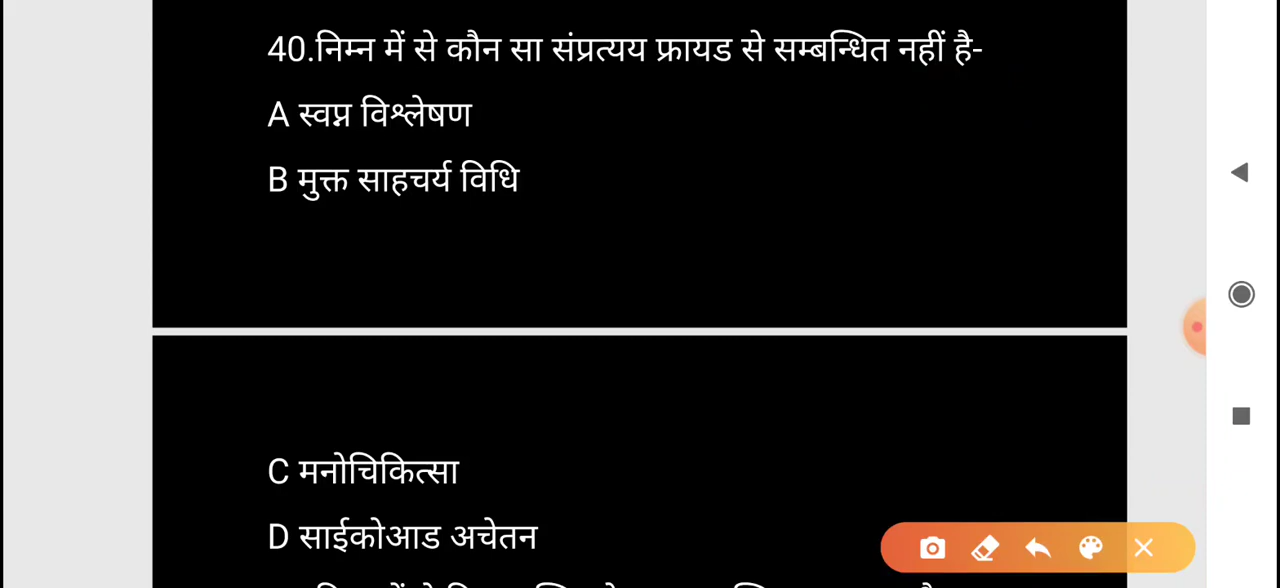 40.निम्न में से कौन सा संप्रत्यय फ्रायड से सम्बन्धित नहीं है-
A स्वप्न विश्लेषण
B मुक्त साहचर्य विधि
C मनोचिकित्सा
D साईकोआड अचेतन